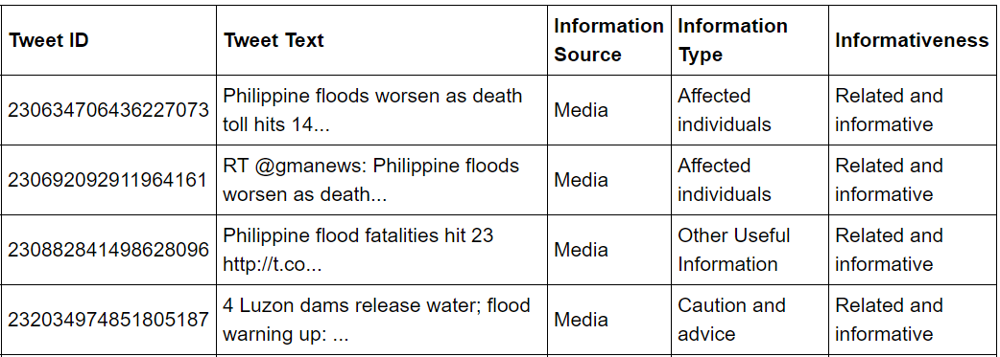 Tweet ID | Tweet Text | Information Source | Information Type | Informativeness
230634706436227073 | Philippine floods worsen as death toll hits 14... | Media | Affected individuals | Related and informative
230692092911964161 | RT @gmanews: Philippine floods worsen as death... | Media | Affected individuals | Related and informative
230882841498628096 | Philippine flood fatalities hit 23 http://t.co... | Media | Other Useful Information | Related and informative
232034974851805187 | 4 Luzon dams release water; flood warning up: ... | Media | Caution and advice | Related and informative